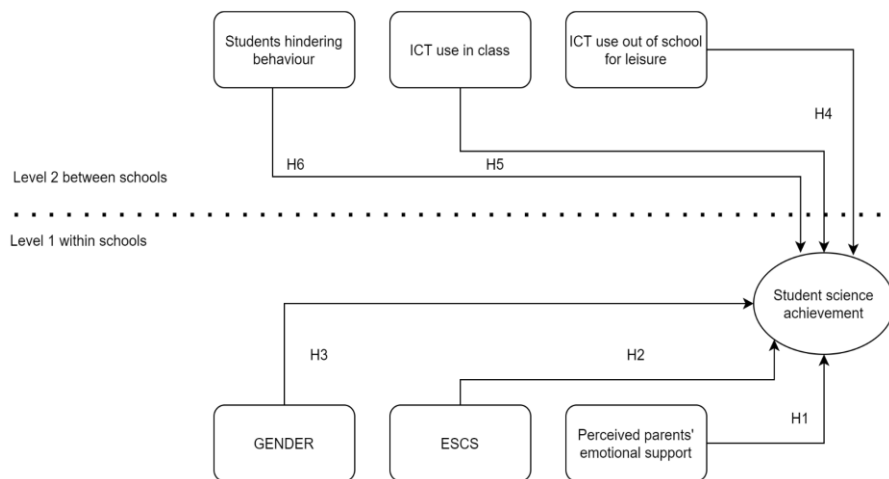 Students hindering
behaviour
ICT use in class
ICT use out of school
for leisure
H4
H6
H5
Level 2 between schools
Level 1 within schools
Student science
achievement
H3
H2
H1
GENDER
ESCS
Perceived parents'
emotional support